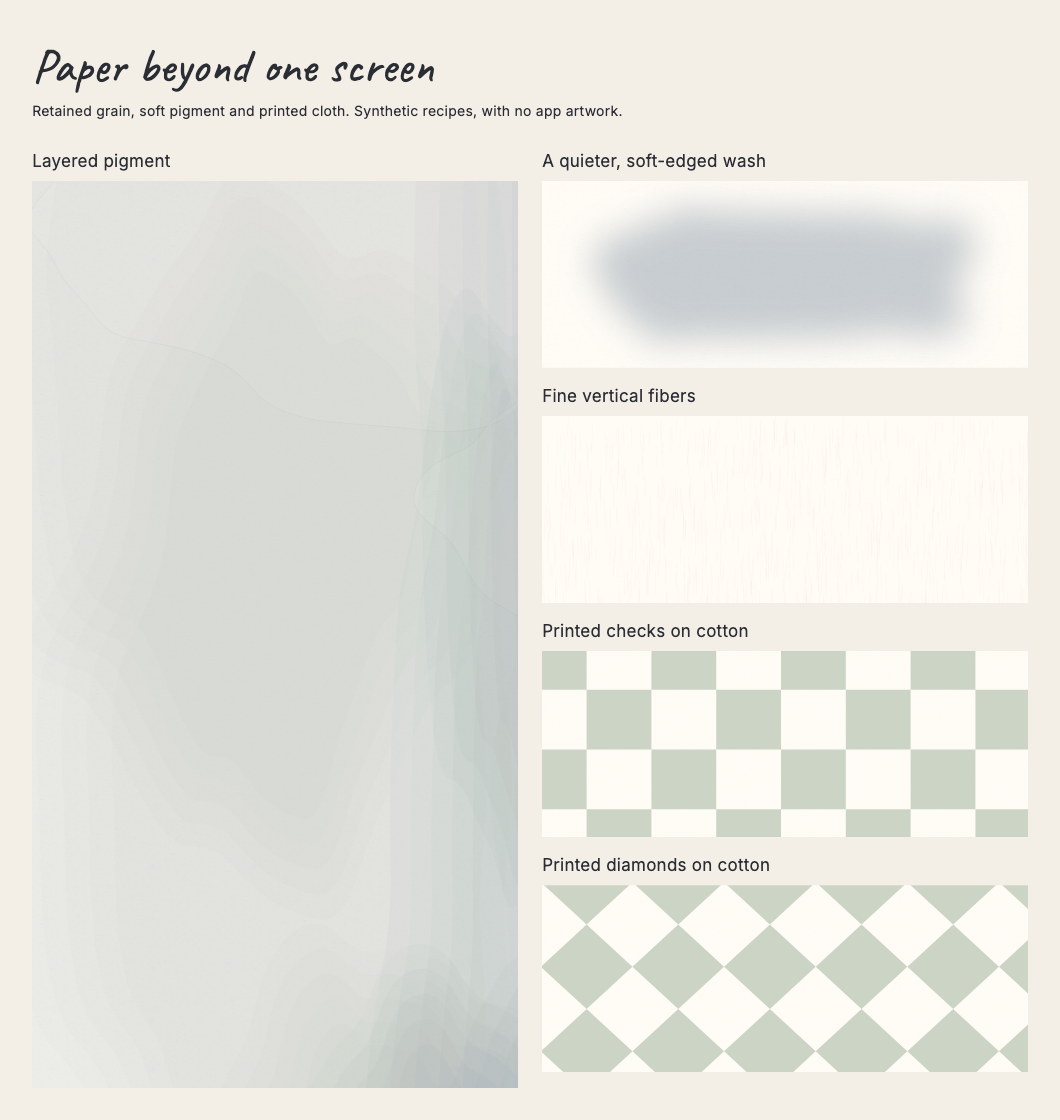 Paper beyond one screen
Retained grain, soft pigment and printed cloth. Synthetic recipes, with no app artwork.
Layered pigment
A quieter, soft-edged wash
Fine vertical fibers
Printed checks on cotton
Printed diamonds on cotton